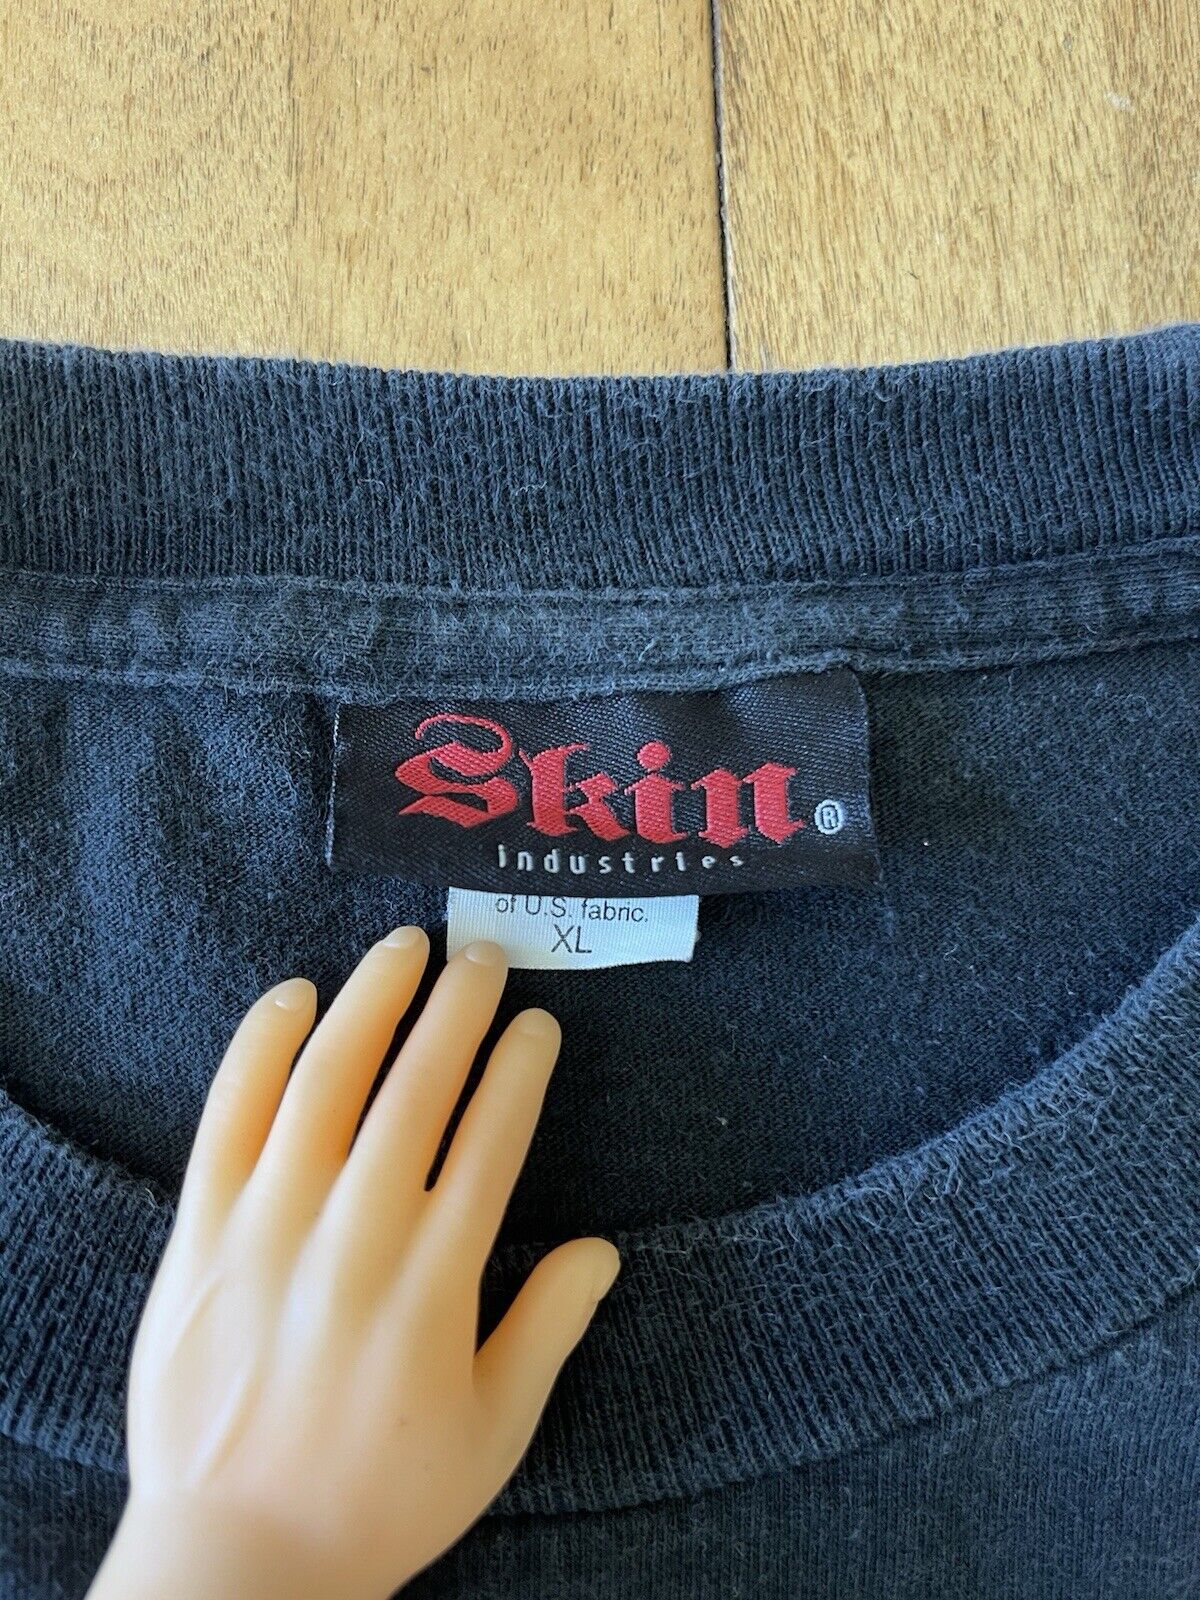 Skin ®
industries
of U.S. fabric.
XL